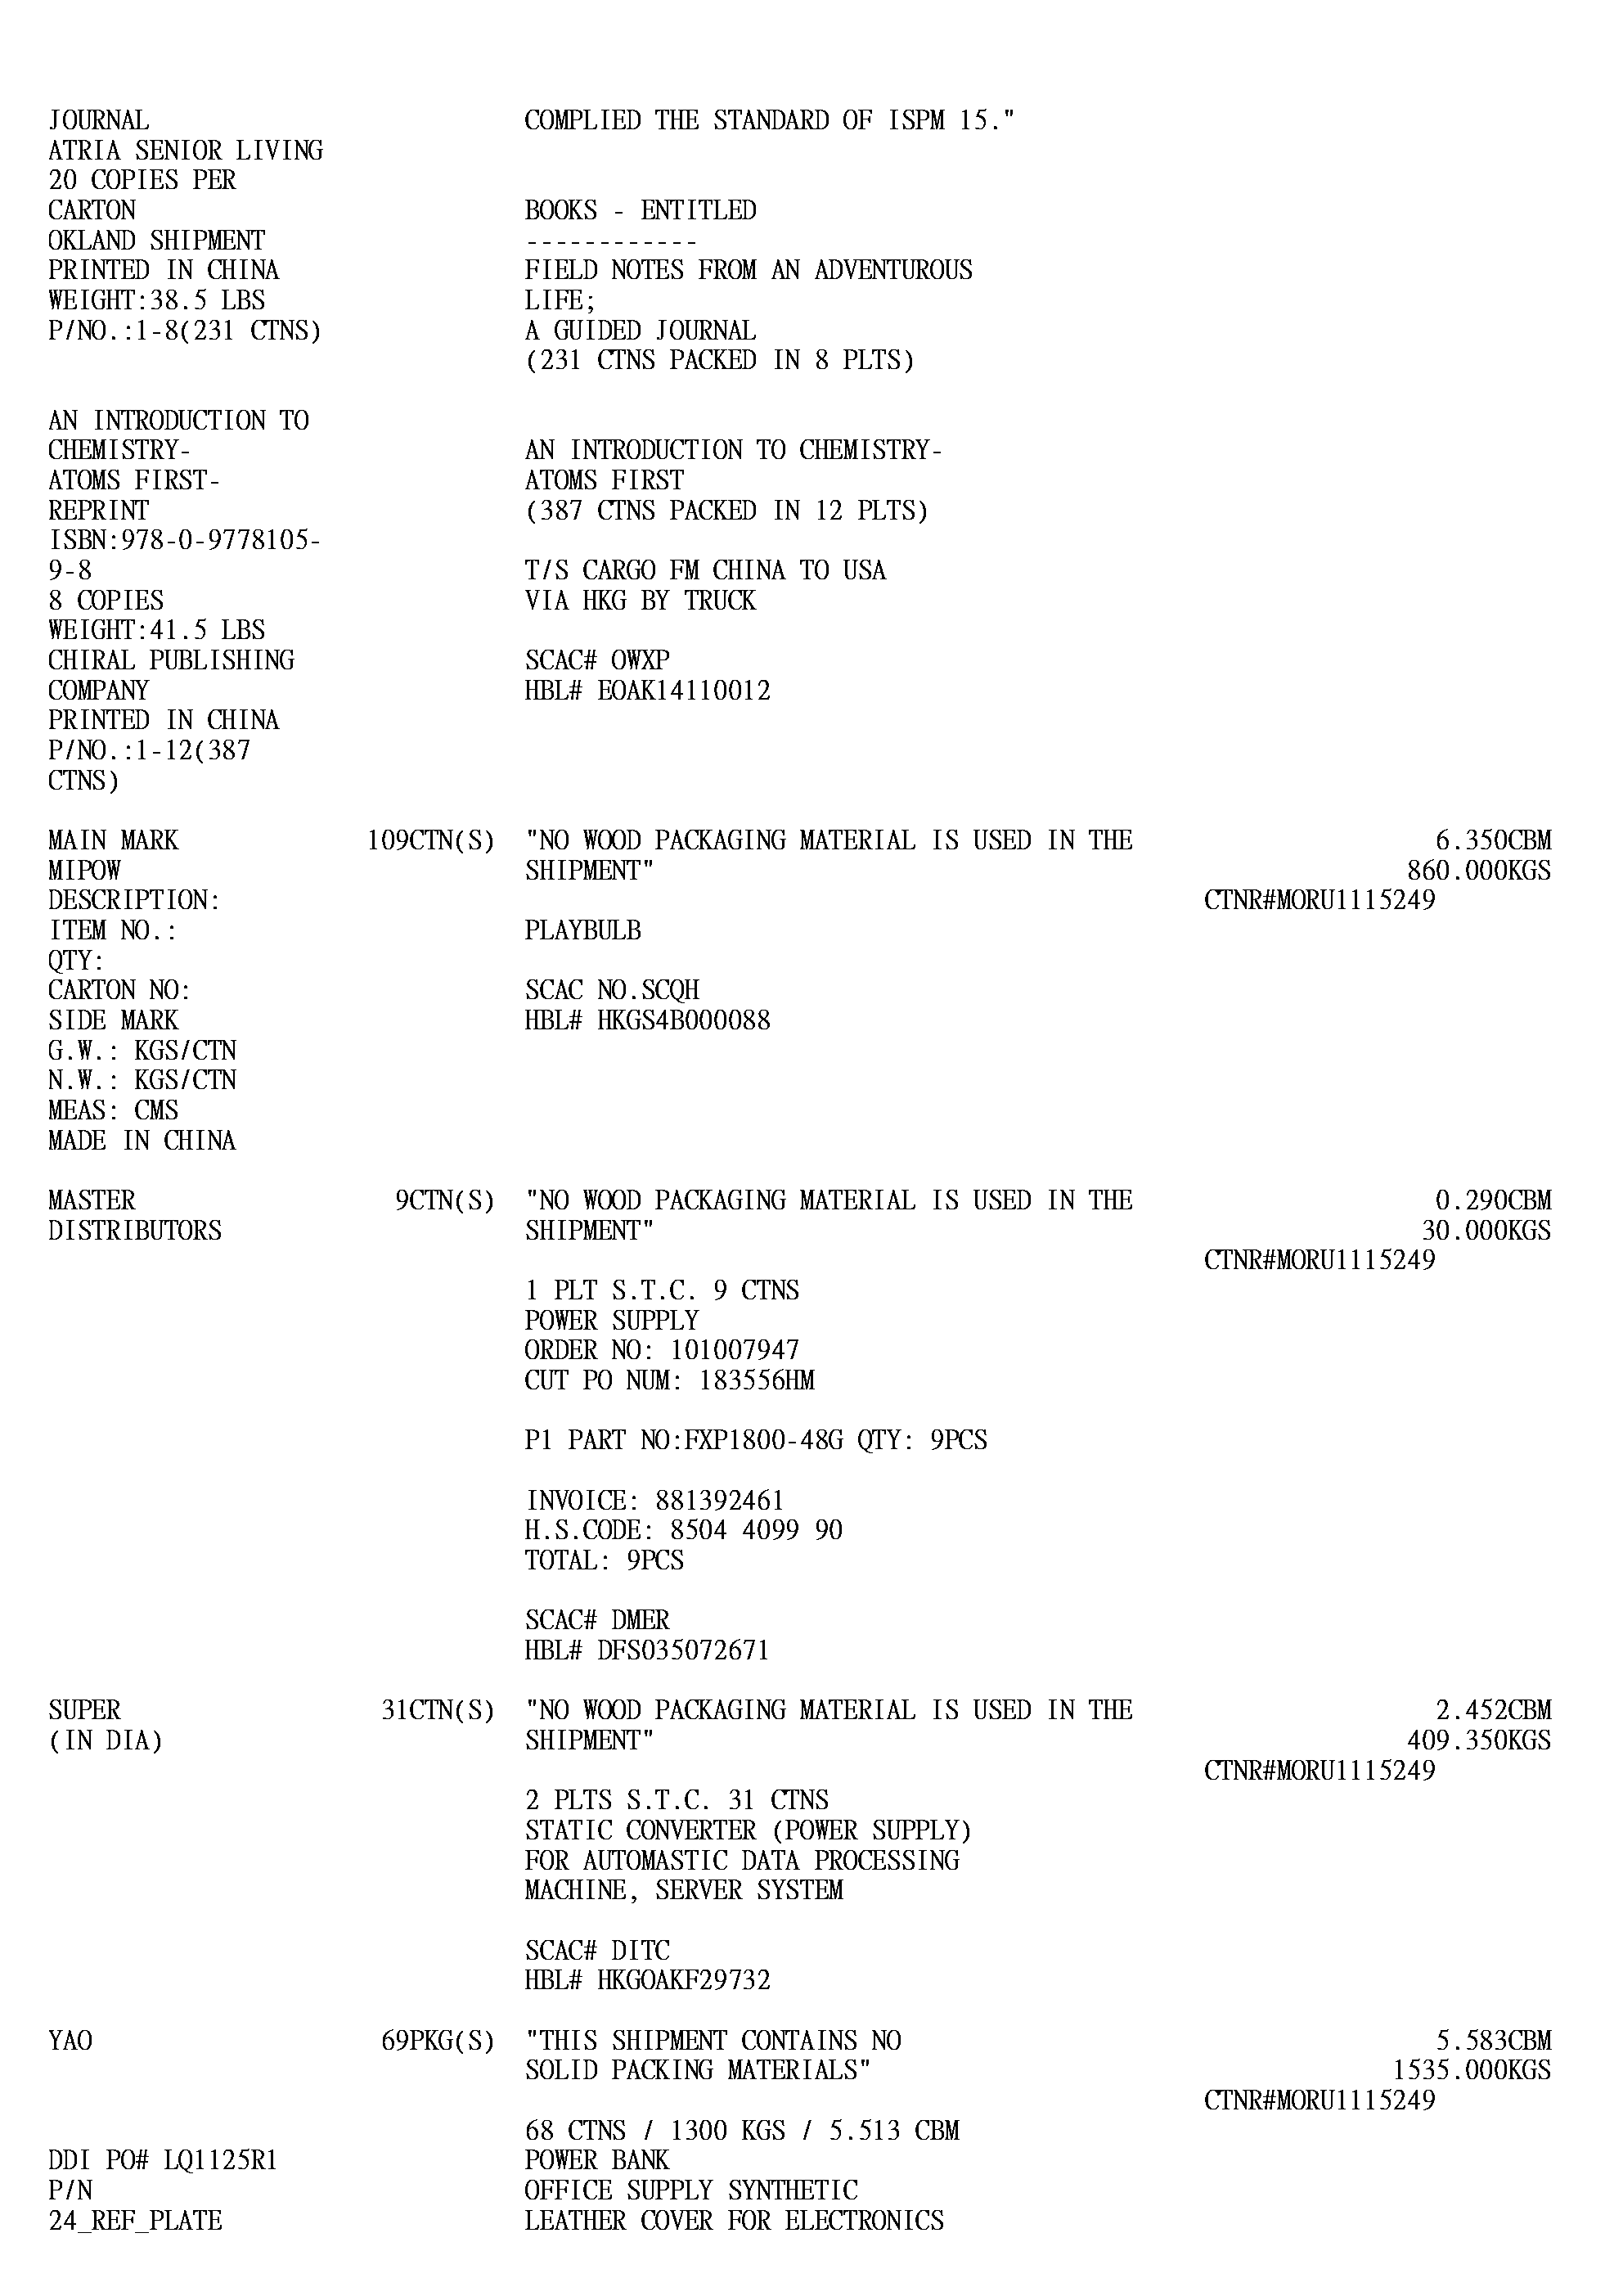 JOURNAL COMPLIED THE STANDARD OF ISPM 15."
ATRIA SENIOR LIVING
20 COPIES PER
CARTON BOOKS - ENTITLED
OKLAND SHIPMENT ------------
PRINTED IN CHINA FIELD NOTES FROM AN ADVENTUROUS
WEIGHT:38.5 LBS LIFE;
P/NO.:1-8(231 CTNS) A GUIDED JOURNAL
(231 CTNS PACKED IN 8 PLTS)
AN INTRODUCTION TO
CHEMISTRY- AN INTRODUCTION TO CHEMISTRY-
ATOMS FIRST- ATOMS FIRST
REPRINT (387 CTNS PACKED IN 12 PLTS)
ISBN:978-0-9778105-
9-8 T/S CARGO FM CHINA TO USA
8 COPIES VIA HKG BY TRUCK
WEIGHT:41.5 LBS
CHIRAL PUBLISHING SCAC# OWXP
COMPANY HBL# EOAK14110012
PRINTED IN CHINA
P/NO.:1-12(387
CTNS)
MAIN MARK 109CTN(S) "NO WOOD PACKAGING MATERIAL IS USED IN THE 6.350CBM
MIPOW SHIPMENT" 860.000KGS
DESCRIPTION: CTNR#MORU1115249
ITEM NO.: PLAYBULB
QTY:
CARTON NO: SCAC NO.SCQH
SIDE MARK HBL# HKGS4B000088
G.W.: KGS/CTN
N.W.: KGS/CTN
MEAS: CMS
MADE IN CHINA
MASTER 9CTN(S) "NO WOOD PACKAGING MATERIAL IS USED IN THE 0.290CBM
DISTRIBUTORS SHIPMENT" 30.000KGS
CTNR#MORU1115249
1 PLT S.T.C. 9 CTNS
POWER SUPPLY
ORDER NO: 101007947
CUT PO NUM: 183556HM
P1 PART NO:FXP1800-48G QTY: 9PCS
INVOICE: 881392461
H.S.CODE: 8504 4099 90
TOTAL: 9PCS
SCAC# DMER
HBL# DFS035072671
SUPER 31CTN(S) "NO WOOD PACKAGING MATERIAL IS USED IN THE 2.452CBM
(IN DIA) SHIPMENT" 409.350KGS
CTNR#MORU1115249
2 PLTS S.T.C. 31 CTNS
STATIC CONVERTER (POWER SUPPLY)
FOR AUTOMASTIC DATA PROCESSING
MACHINE, SERVER SYSTEM
SCAC# DITC
HBL# HKGOAKF29732
YAO 69PKG(S) "THIS SHIPMENT CONTAINS NO 5.583CBM
SOLID PACKING MATERIALS" 1535.000KGS
CTNR#MORU1115249
68 CTNS / 1300 KGS / 5.513 CBM
DDI PO# LQ1125R1 POWER BANK
P/N OFFICE SUPPLY SYNTHETIC
24_REF_PLATE LEATHER COVER FOR ELECTRONICS